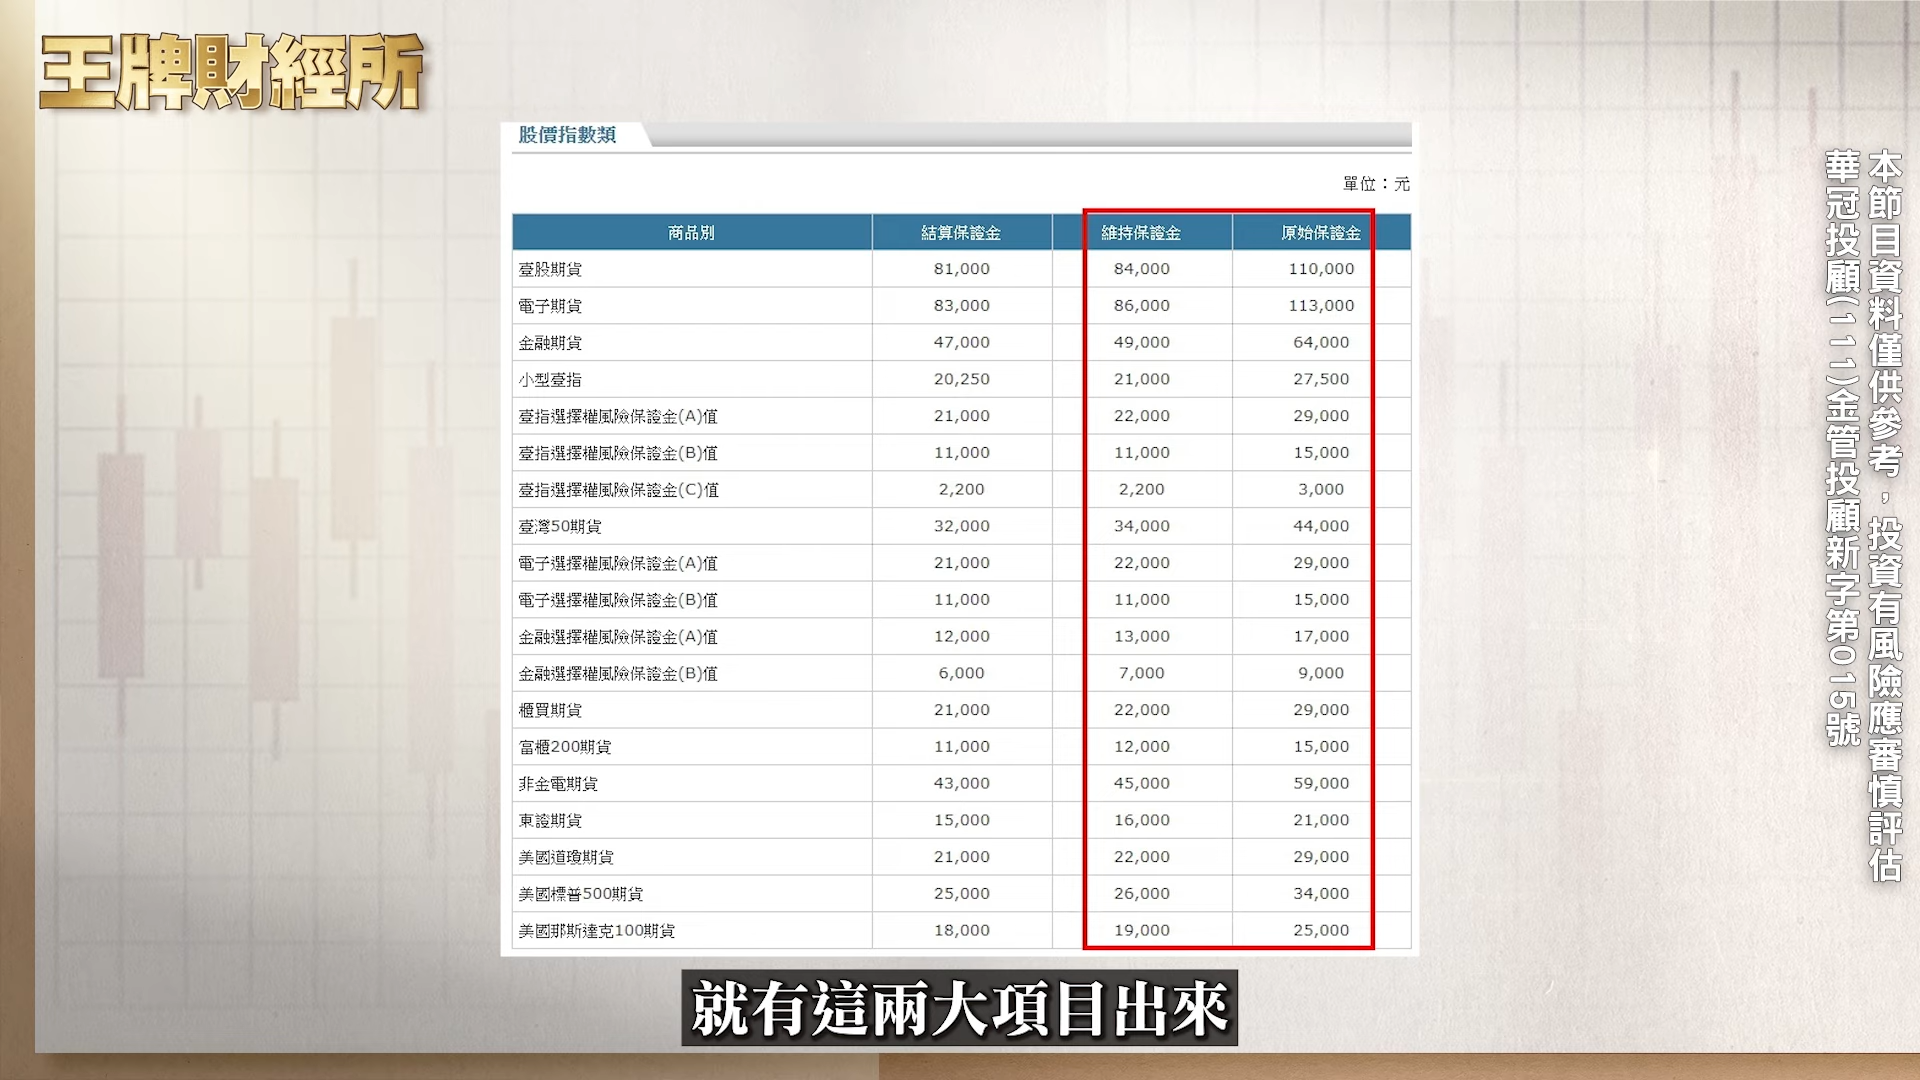 王牌財經所
股價指數類
單位：元
商品別 結算保證金 維持保證金 原始保證金
臺股期貨 81,000 84,000 110,000
電子期貨 83,000 86,000 113,000
金融期貨 47,000 49,000 64,000
小型臺指 20,250 21,000 27,500
臺指選擇權風險保證金(A)值 21,000 22,000 29,000
臺指選擇權風險保證金(B)值 11,000 11,000 15,000
臺指選擇權風險保證金(C)值 2,200 2,200 3,000
臺灣50期貨 32,000 34,000 44,000
電子選擇權風險保證金(A)值 21,000 22,000 29,000
電子選擇權風險保證金(B)值 11,000 11,000 15,000
金融選擇權風險保證金(A)值 12,000 13,000 17,000
金融選擇權風險保證金(B)值 6,000 7,000 9,000
櫃買期貨 21,000 22,000 29,000
富櫃200期貨 11,000 12,000 15,000
非金電期貨 43,000 45,000 59,000
東證期貨 15,000 16,000 21,000
美國道瓊期貨 21,000 22,000 29,000
美國標普500期貨 25,000 26,000 34,000
美國那斯達克100期貨 18,000 19,000 25,000
本節目資料僅供參考，投資有風險應審慎評估
華冠投顧(111)金管投顧新字第015號
就有這兩大項目出來